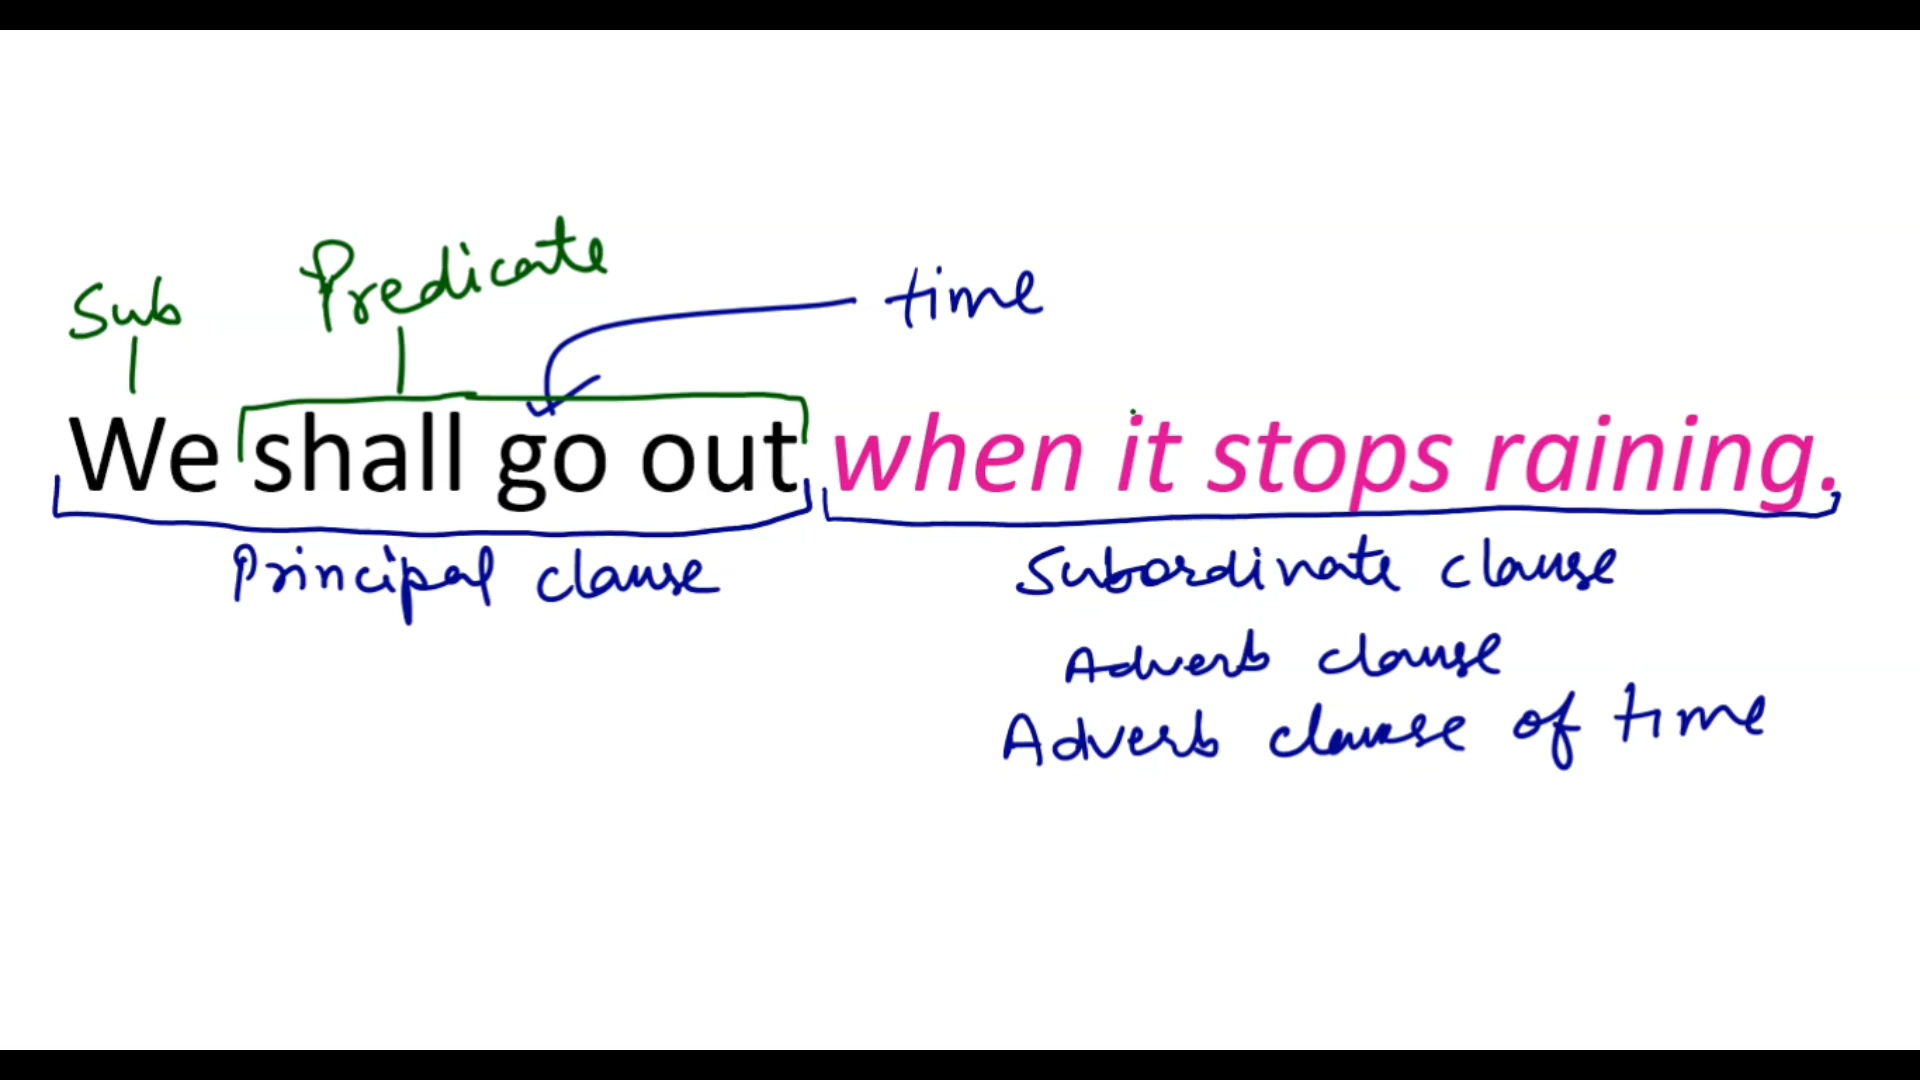 Sub Predicate time
We shall go out when it stops raining.
Principal clause Subordinate clause
Adverb clause
Adverb clause of time